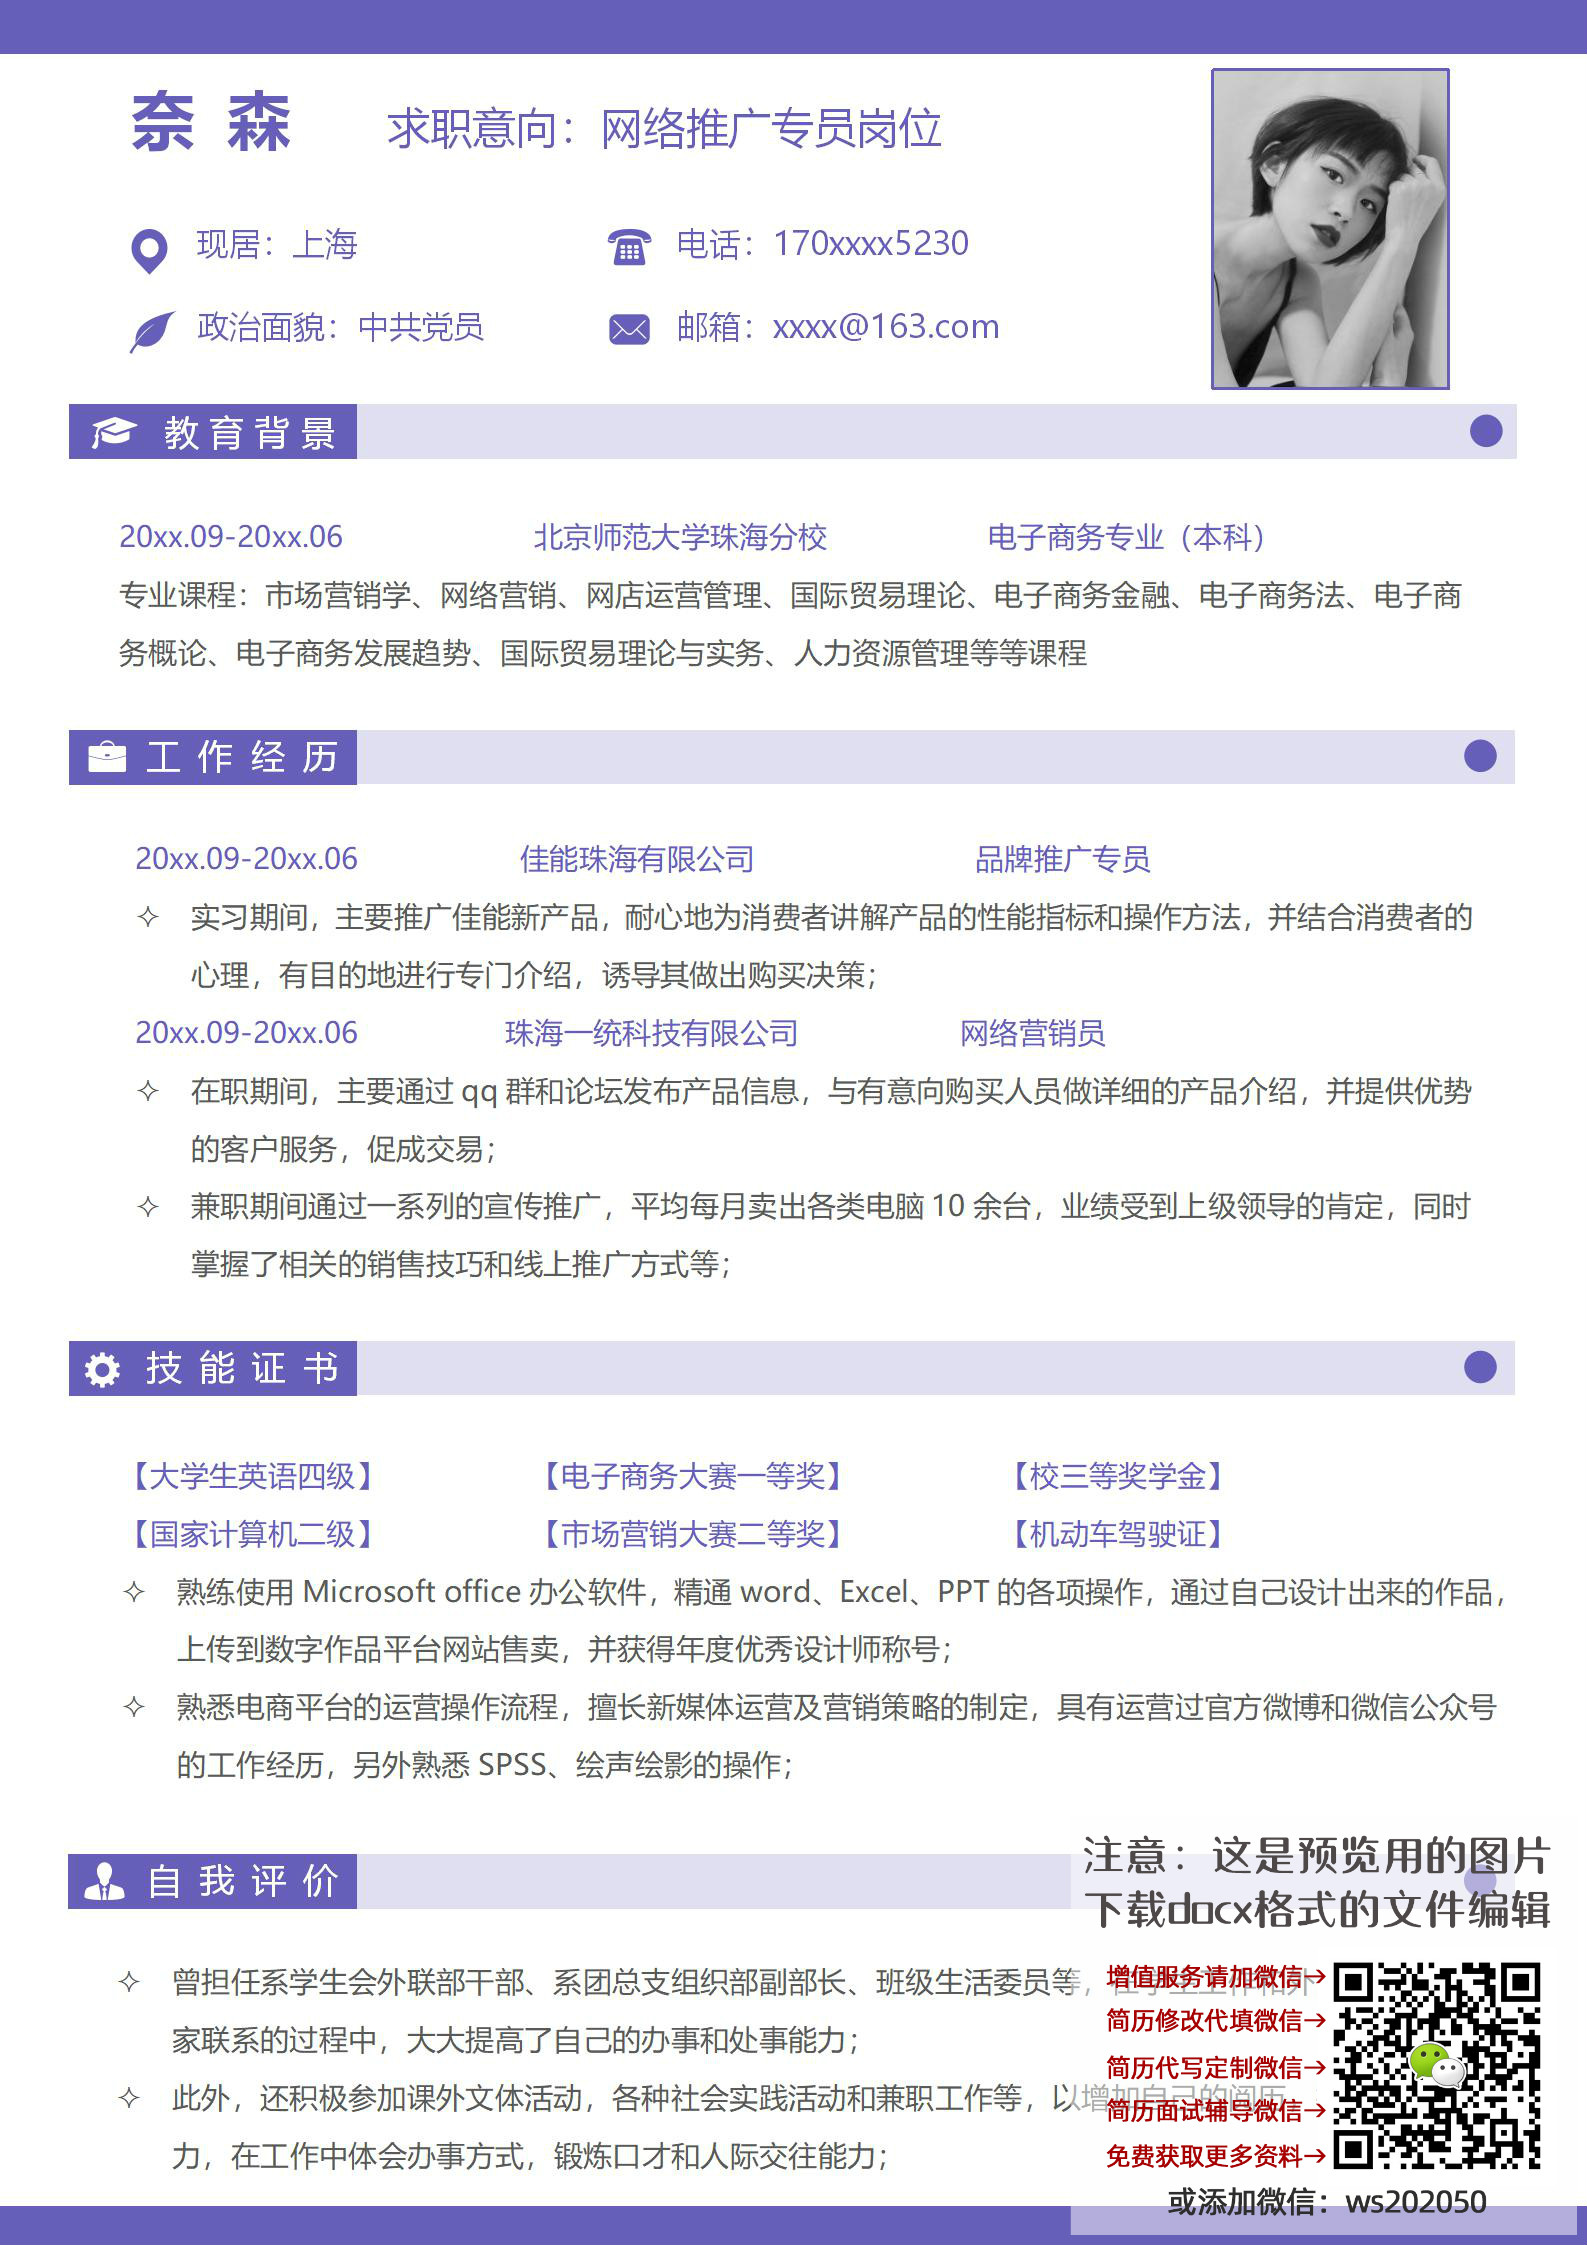 奈 森
求职意向：网络推广专员岗位
现居：上海
电话：170xxxx5230
政治面貌：中共党员
邮箱：xxxx@163.com
教育背景
20xx.09-20xx.06 北京师范大学珠海分校 电子商务专业（本科）
专业课程：市场营销学、网络营销、网店运营管理、国际贸易理论、电子商务金融、电子商务法、电子商
务概论、电子商务发展趋势、国际贸易理论与实务、人力资源管理等等课程
工作经历
20xx.09-20xx.06 佳能珠海有限公司 品牌推广专员
✧ 实习期间，主要推广佳能新产品，耐心地为消费者讲解产品的性能指标和操作方法，并结合消费者的
心理，有目的地进行专门介绍，诱导其做出购买决策；
20xx.09-20xx.06 珠海一统科技有限公司 网络营销员
✧ 在职期间，主要通过 qq 群和论坛发布产品信息，与有意向购买人员做详细的产品介绍，并提供优势
的客户服务，促成交易；
✧ 兼职期间通过一系列的宣传推广，平均每月卖出各类电脑 10 余台，业绩受到上级领导的肯定，同时
掌握了相关的销售技巧和线上推广方式等；
技能证书
【大学生英语四级】 【电子商务大赛一等奖】 【校三等奖学金】
【国家计算机二级】 【市场营销大赛二等奖】 【机动车驾驶证】
✧ 熟练使用 Microsoft office 办公软件，精通 word、Excel、PPT 的各项操作，通过自己设计出来的作品，
上传到数字作品平台网站售卖，并获得年度优秀设计师称号；
✧ 熟悉电商平台的运营操作流程，擅长新媒体运营及营销策略的制定，具有运营过官方微博和微信公众号
的工作经历，另外熟悉 SPSS、绘声绘影的操作；
自我评价
✧ 曾担任系学生会外联部干部、系团总支组织部副部长、班级生活委员等，
家联系的过程中，大大提高了自己的办事和处事能力；
✧ 此外，还积极参加课外文体活动，各种社会实践活动和兼职工作等，以增加自己的阅历
力，在工作中体会办事方式，锻炼口才和人际交往能力；
注意：这是预览用的图片
下载docx格式的文件编辑
增值服务请加微信→
简历修改代填微信→
简历代写定制微信→
简历面试辅导微信→
免费获取更多资料→
或添加微信：ws202050